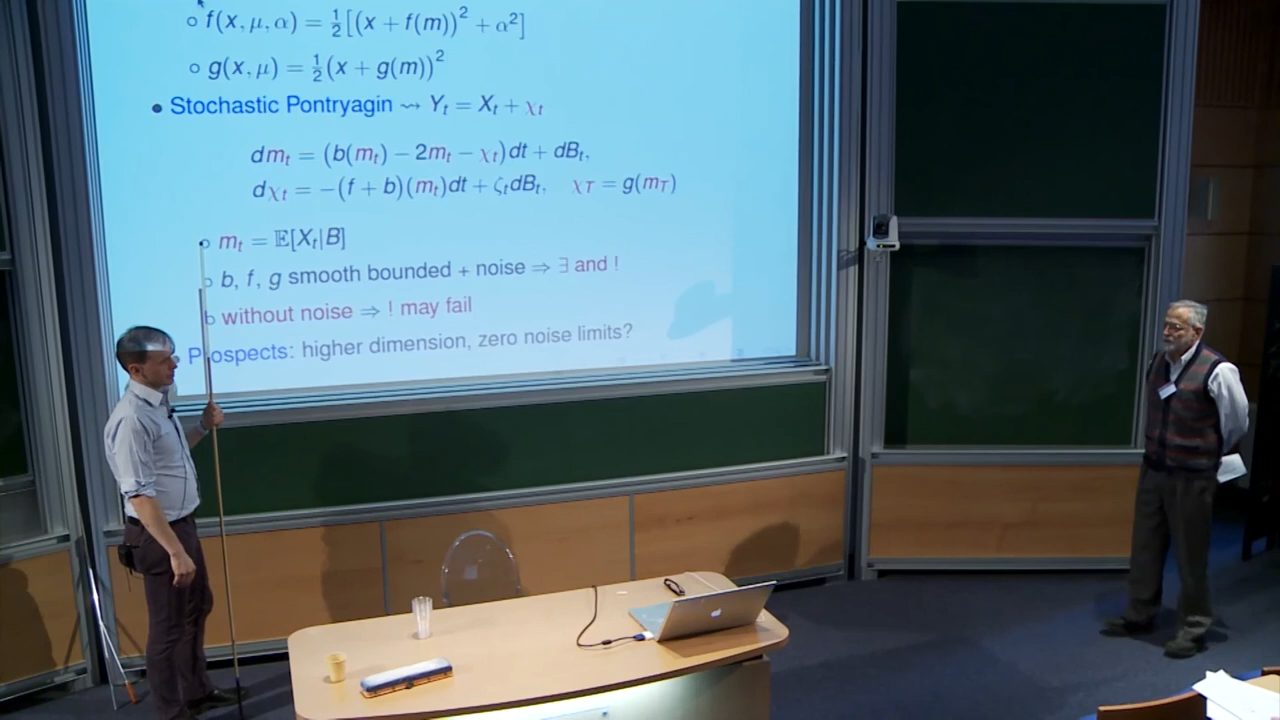 ∘ f(x, μ, α) = ½[(x + f(m))² + α²]
∘ g(x, μ) = ½(x + g(m))²
• Stochastic Pontryagin ⇝ Yₜ = Xₜ + χₜ
dmₜ = (b(mₜ) − 2mₜ − χₜ)dt + dBₜ,
dχₜ = −(f + b)(mₜ)dt + ζₜdBₜ, χ_T = g(m_T)
∘ mₜ = 𝔼[Xₜ|B]
∘ b, f, g smooth bounded + noise ⇒ ∃ and !
∘ without noise ⇒ ! may fail
Prospects: higher dimension, zero noise limits?